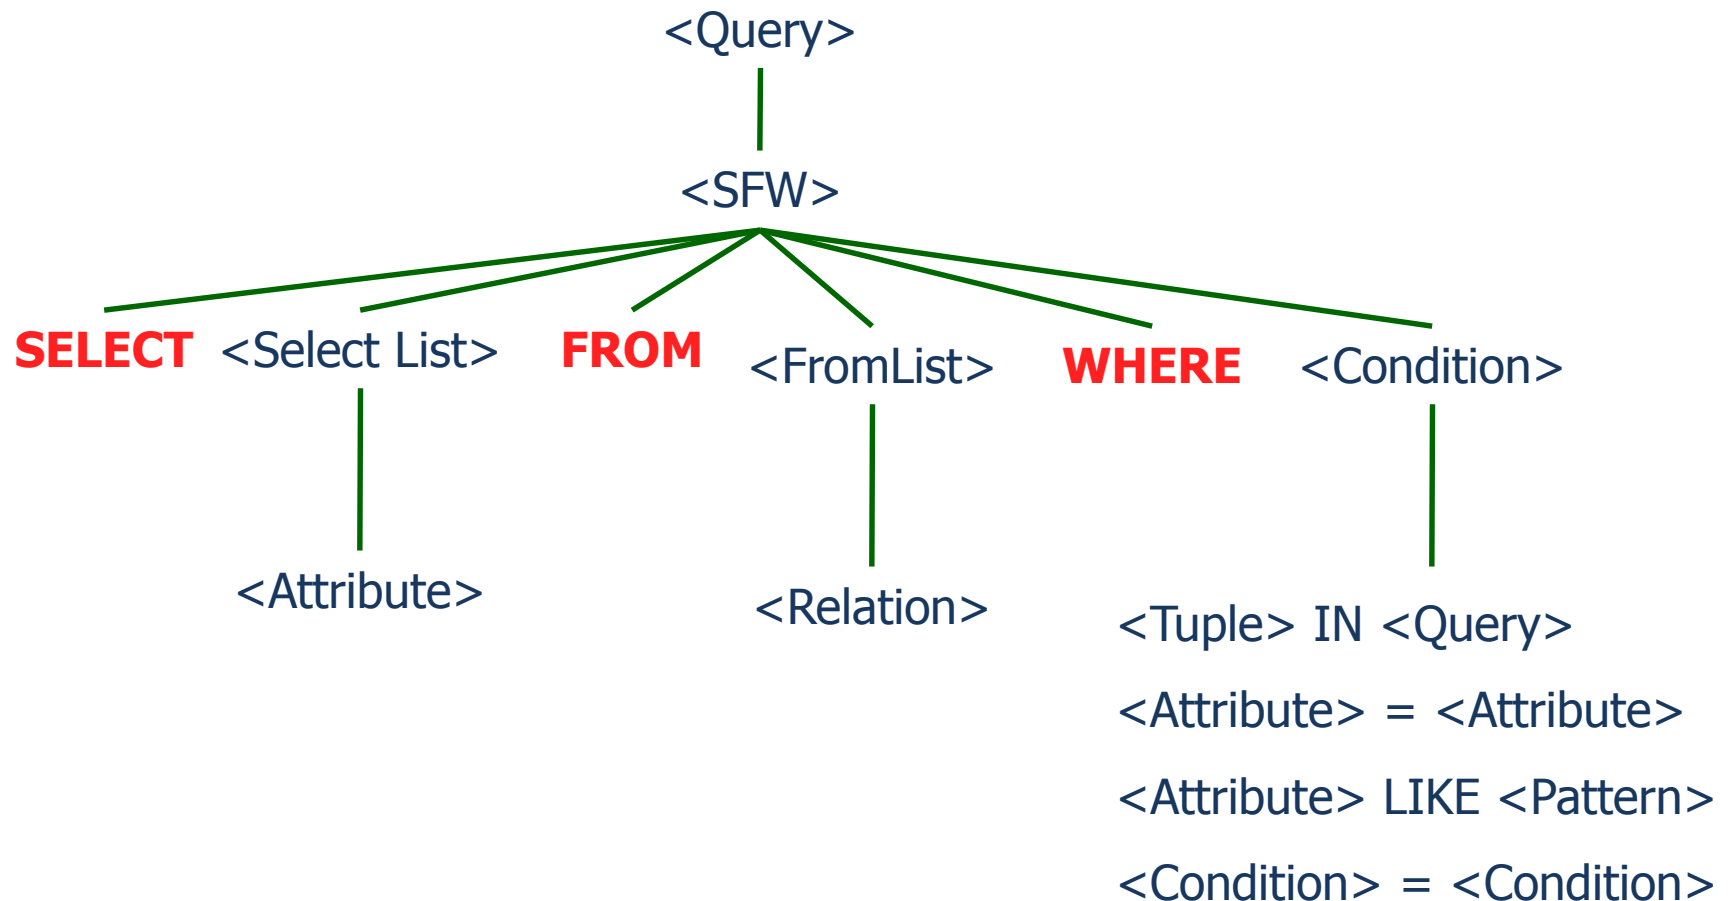 <Query>
<SFW>
SELECT <Select List> FROM <FromList> WHERE <Condition>
<Attribute> <Relation>
<Tuple> IN <Query>
<Attribute> = <Attribute>
<Attribute> LIKE <Pattern>
<Condition> = <Condition>